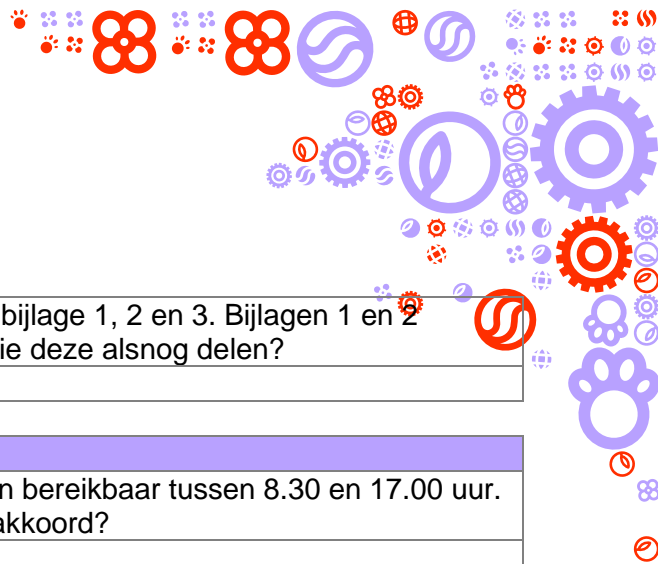 bijlage 1, 2 en 3. Bijlagen 1 en 2
ie deze alsnog delen?
n bereikbaar tussen 8.30 en 17.00 uur.
akkoord?